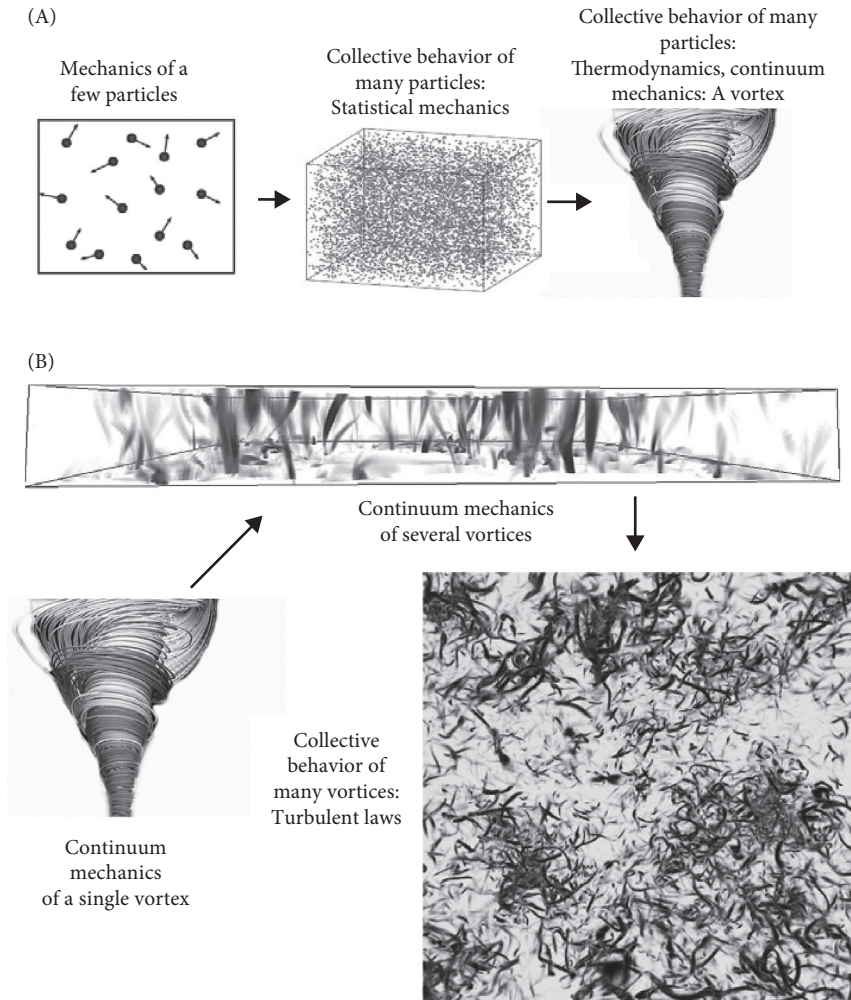 (A)
Mechanics of a
few particles
Collective behavior of
many particles:
Statistical mechanics
Collective behavior of many
particles:
Thermodynamics, continuum
mechanics: A vortex
(B)
Continuum mechanics
of several vortices
Continuum
mechanics
of a single vortex
Collective
behavior of
many vortices:
Turbulent laws